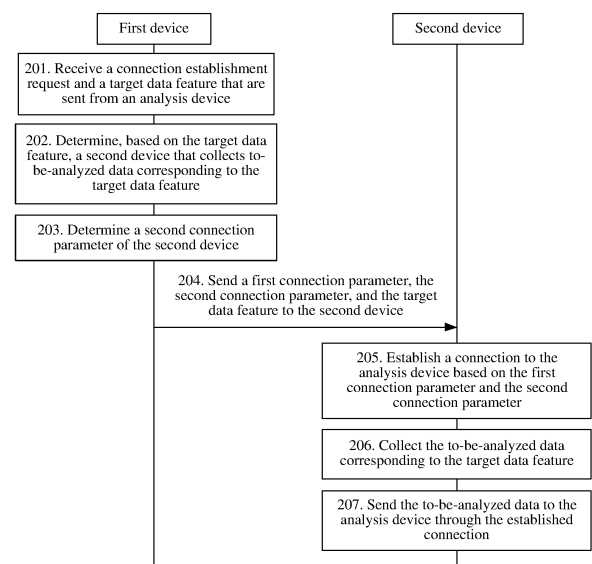 First device
Second device
201. Receive a connection establishment
request and a target data feature that are
sent from an analysis device
202. Determine, based on the target data
feature, a second device that collects to-
be-analyzed data corresponding to the
target data feature
203. Determine a second connection
parameter of the second device
204. Send a first connection parameter, the
second connection parameter, and the target
data feature to the second device
205. Establish a connection to the
analysis device based on the first
connection parameter and the second
connection parameter
206. Collect the to-be-analyzed data
corresponding to the target data feature
207. Send the to-be-analyzed data to the
analysis device through the established
connection